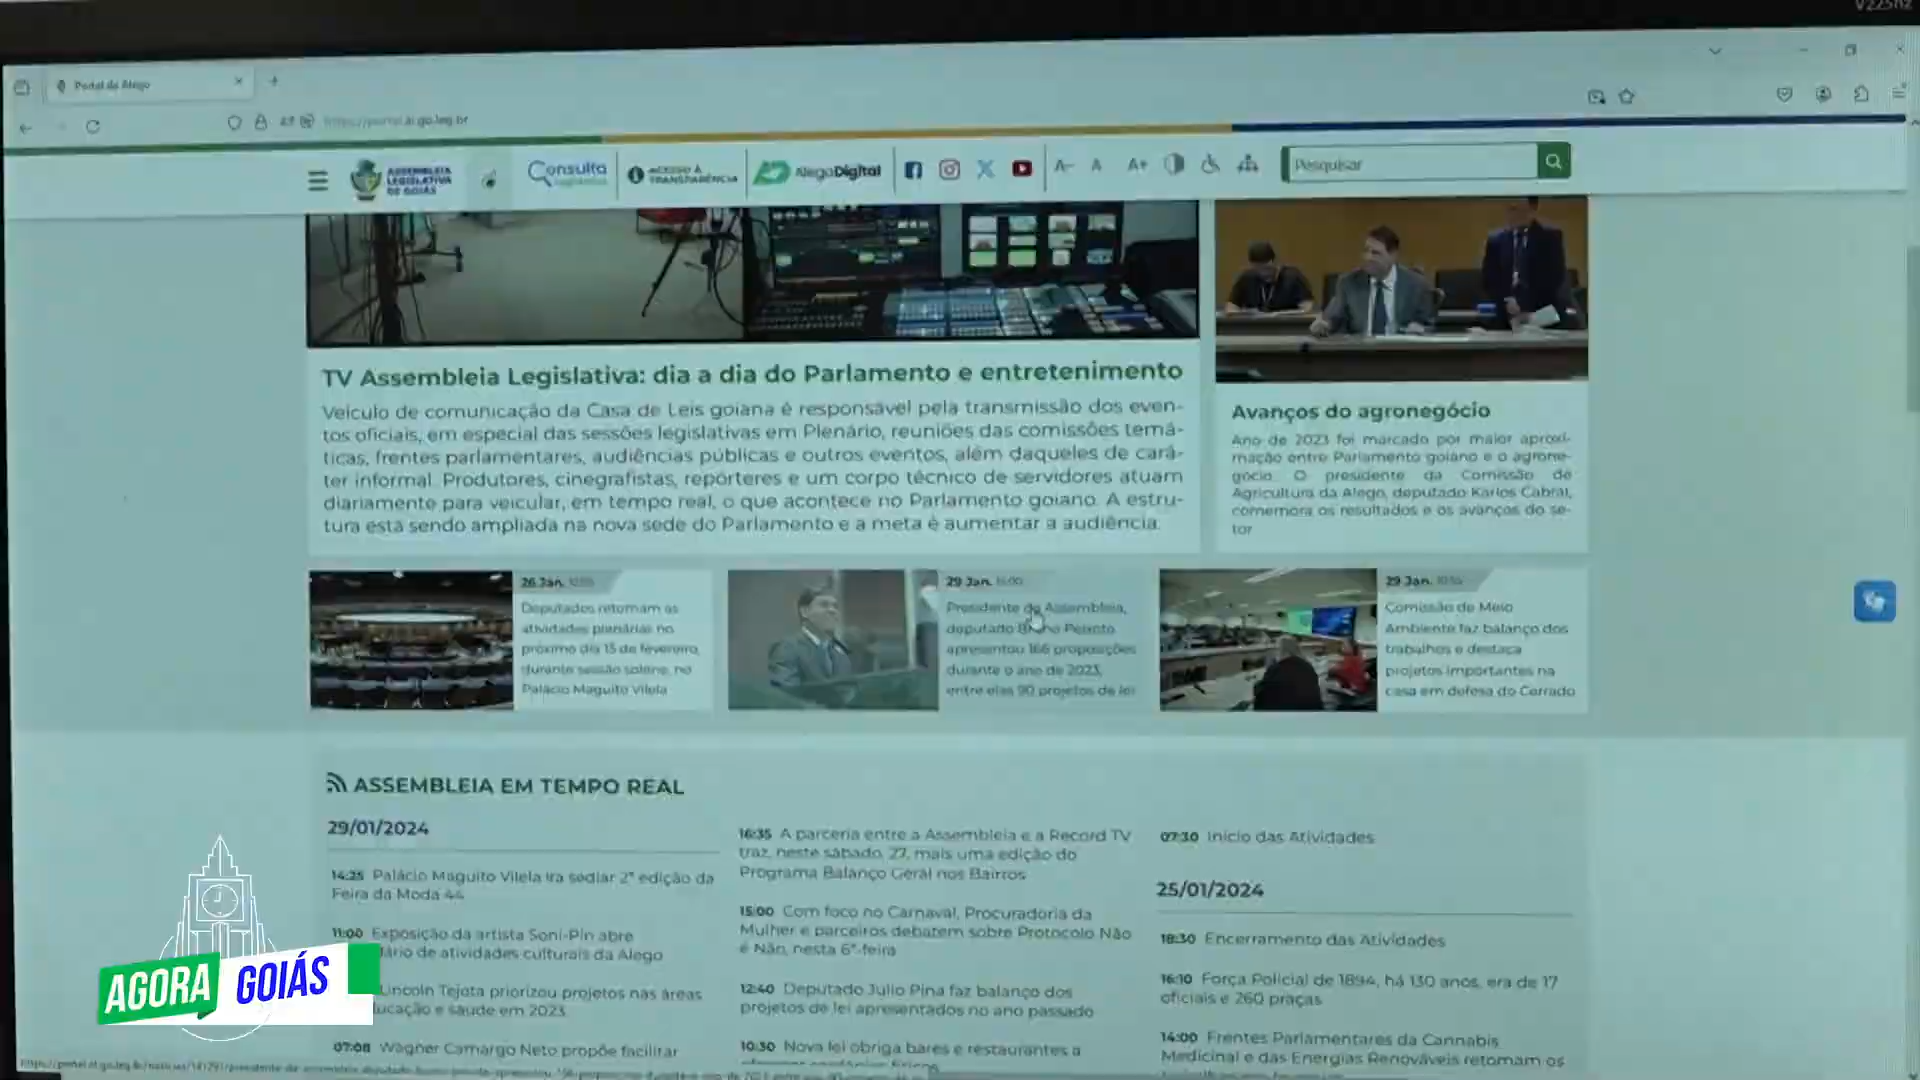 Portal da Alego
https://portal.al.go.leg.br
ASSEMBLEIA
LEGISLATIVA
DE GOIÁS
Consulta
ACESSO À
TRANSPARÊNCIA
AlegoDigital
A-
A
A+
Pesquisar
TV Assembleia Legislativa: dia a dia do Parlamento e entretenimento
Veículo de comunicação da Casa de Leis goiana é responsável pela transmissão dos even-
tos oficiais, em especial das sessões legislativas em Plenário, reuniões das comissões temá-
ticas, frentes parlamentares, audiências públicas e outros eventos, além daqueles de cará-
ter informal. Produtores, cinegrafistas, repórteres e um corpo técnico de servidores atuam
diariamente para veicular, em tempo real, o que acontece no Parlamento goiano. A estru-
tura está sendo ampliada na nova sede do Parlamento e a meta é aumentar a audiência.
Avanços do agronegócio
Ano de 2023 foi marcado por maior aproxi-
mação entre Parlamento goiano e o agrone-
gócio. O presidente da Comissão de
Agricultura da Alego, deputado Karlos Cabral,
comemora os resultados e os avanços do se-
tor
26 Jan.
Deputados retornam às
atividades plenárias no
próximo dia 15 de fevereiro,
durante sessão solene, no
Palácio Maguito Vilela
29 Jan.
Presidente da Assembleia,
deputado Bruno Peixoto
apresentou 166 proposições
durante o ano de 2023,
entre elas 90 projetos de lei
29 Jan.
Comissão de Meio
Ambiente faz balanço dos
trabalhos e destaca
projetos importantes na
casa em defesa do Cerrado
ASSEMBLEIA EM TEMPO REAL
29/01/2024
14:25 Palácio Maguito Vilela irá sediar 2ª edição da
Feira da Moda 44
11:00 Exposição da artista Soni-Pin abre
de atividades culturais da Alego
Lincoln Tejota priorizou projetos nas áreas
e saúde em 2023
07:08 Wagner Camargo Neto propõe facilitar
16:35 A parceria entre a Assembleia e a Record TV
traz, neste sábado, 27, mais uma edição do
Programa Balanço Geral nos Bairros
15:00 Com foco no Carnaval, Procuradoria da
Mulher e parceiros debatem sobre Protocolo Não
é Não, nesta 6ª-feira
12:40 Deputado Julio Pina faz balanço dos
projetos de lei apresentados no ano passado
10:30 Nova lei obriga bares e restaurantes a
07:30 Início das Atividades
25/01/2024
18:30 Encerramento das Atividades
16:10 Força Policial de 1894, há 130 anos, era de 17
oficiais e 260 praças
14:00 Frentes Parlamentares da Cannabis
Medicinal e das Energias Renováveis retomam os
AGORA GOIÁS